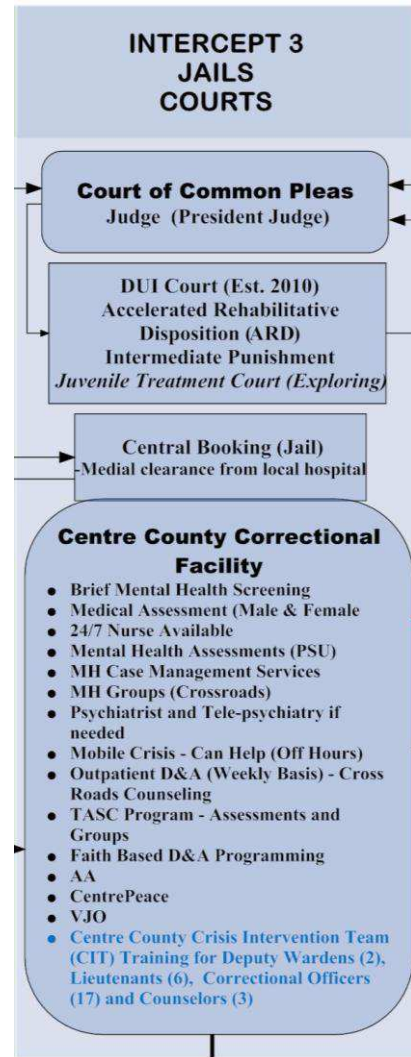 INTERCEPT 3
JAILS
COURTS
Court of Common Pleas
Judge (President Judge)
DUI Court (Est. 2010)
Accelerated Rehabilitative
Disposition (ARD)
Intermediate Punishment
Juvenile Treatment Court (Exploring)
Central Booking (Jail)
-Medial clearance from local hospital
Centre County Correctional
Facility
● Brief Mental Health Screening
● Medical Assessment (Male & Female
● 24/7 Nurse Available
● Mental Health Assessments (PSU)
● MH Case Management Services
● MH Groups (Crossroads)
● Psychiatrist and Tele-psychiatry if
needed
● Mobile Crisis - Can Help (Off Hours)
● Outpatient D&A (Weekly Basis) - Cross
Roads Counseling
● TASC Program - Assessments and
Groups
● Faith Based D&A Programming
● AA
● CentrePeace
● VJO
● Centre County Crisis Intervention Team
(CIT) Training for Deputy Wardens (2),
Lieutenants (6), Correctional Officers
(17) and Counselors (3)